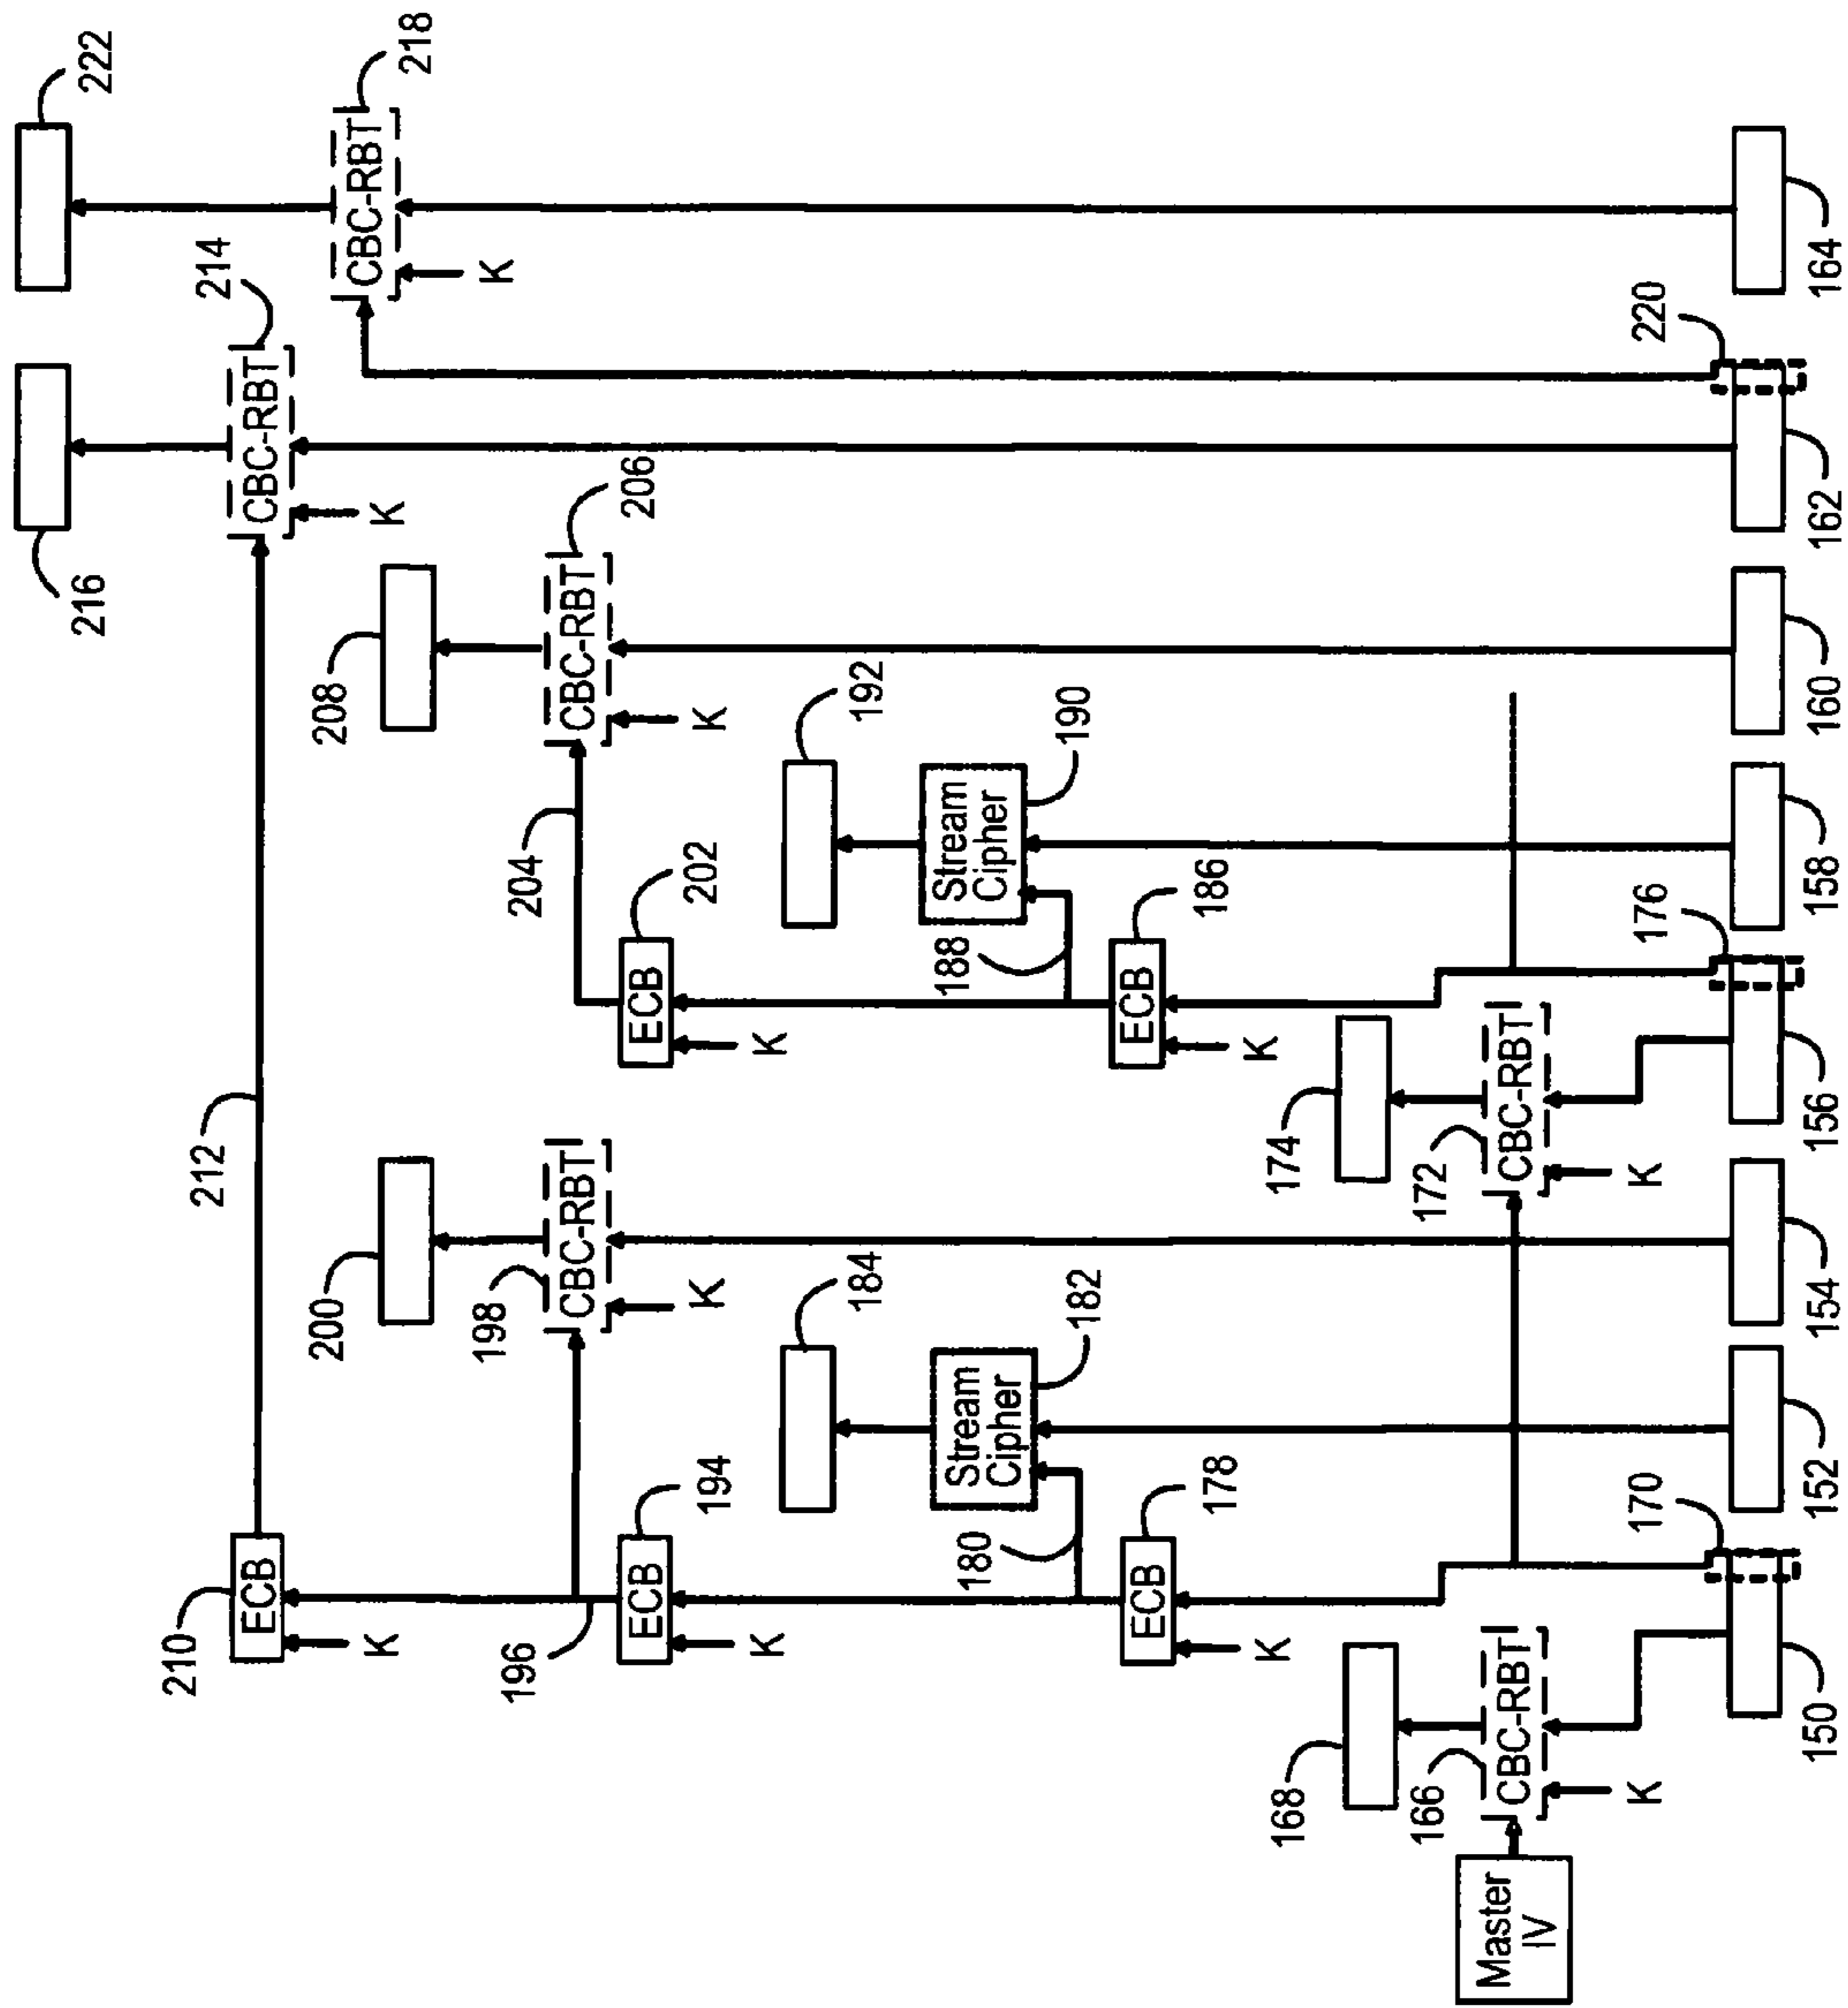 222
216
210
212
214
ECB
CBC-RBT
CBC-RBT
218
K
K
K
200
208
198
196
204
CBC-RBT
CBC-RBT
206
ECB
194
ECB
202
K
K
K
K
184
192
Stream
Cipher
182
188
Stream
Cipher
190
180
ECB
178
ECB
186
K
K
168
174
166
172
Master
IV
CBC-RBT
CBC-RBT
K
K
170
176
220
150
152
154
156
158
160
162
164